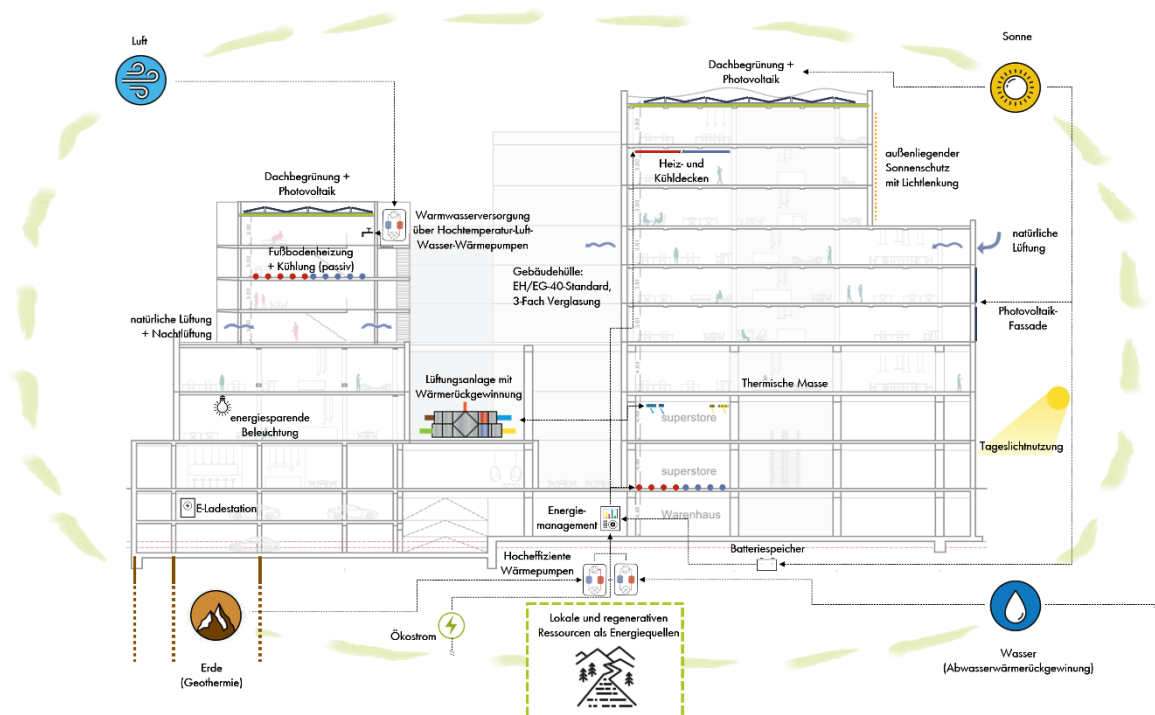 Luft
Sonne
Dachbegrünung +
Photovoltaik
außenliegender
Sonnenschutz
mit Lichtlenkung
Heiz- und
Kühldecken
Dachbegrünung +
Photovoltaik
Warmwasserversorgung
über Hochtemperatur-Luft-
Wasser-Wärmepumpen
natürliche
Lüftung
Fußbodenheizung
+ Kühlung (passiv)
Gebäudehülle:
EH/EG-40-Standard,
3-Fach Verglasung
Photovoltaik-
Fassade
natürliche Lüftung
+ Nachtlüftung
Lüftungsanlage mit
Wärmerückgewinnung
Thermische Masse
energiesparende
Beleuchtung
superstore
Tageslichtnutzung
superstore
E-Ladestation
Energie-
management
Warenhaus
Hocheffiziente
Wärmepumpen
Batteriespeicher
Ökostrom
Lokale und regenerativen
Ressourcen als Energiequellen
Erde
(Geothermie)
Wasser
(Abwasserwärmerückgewinung)